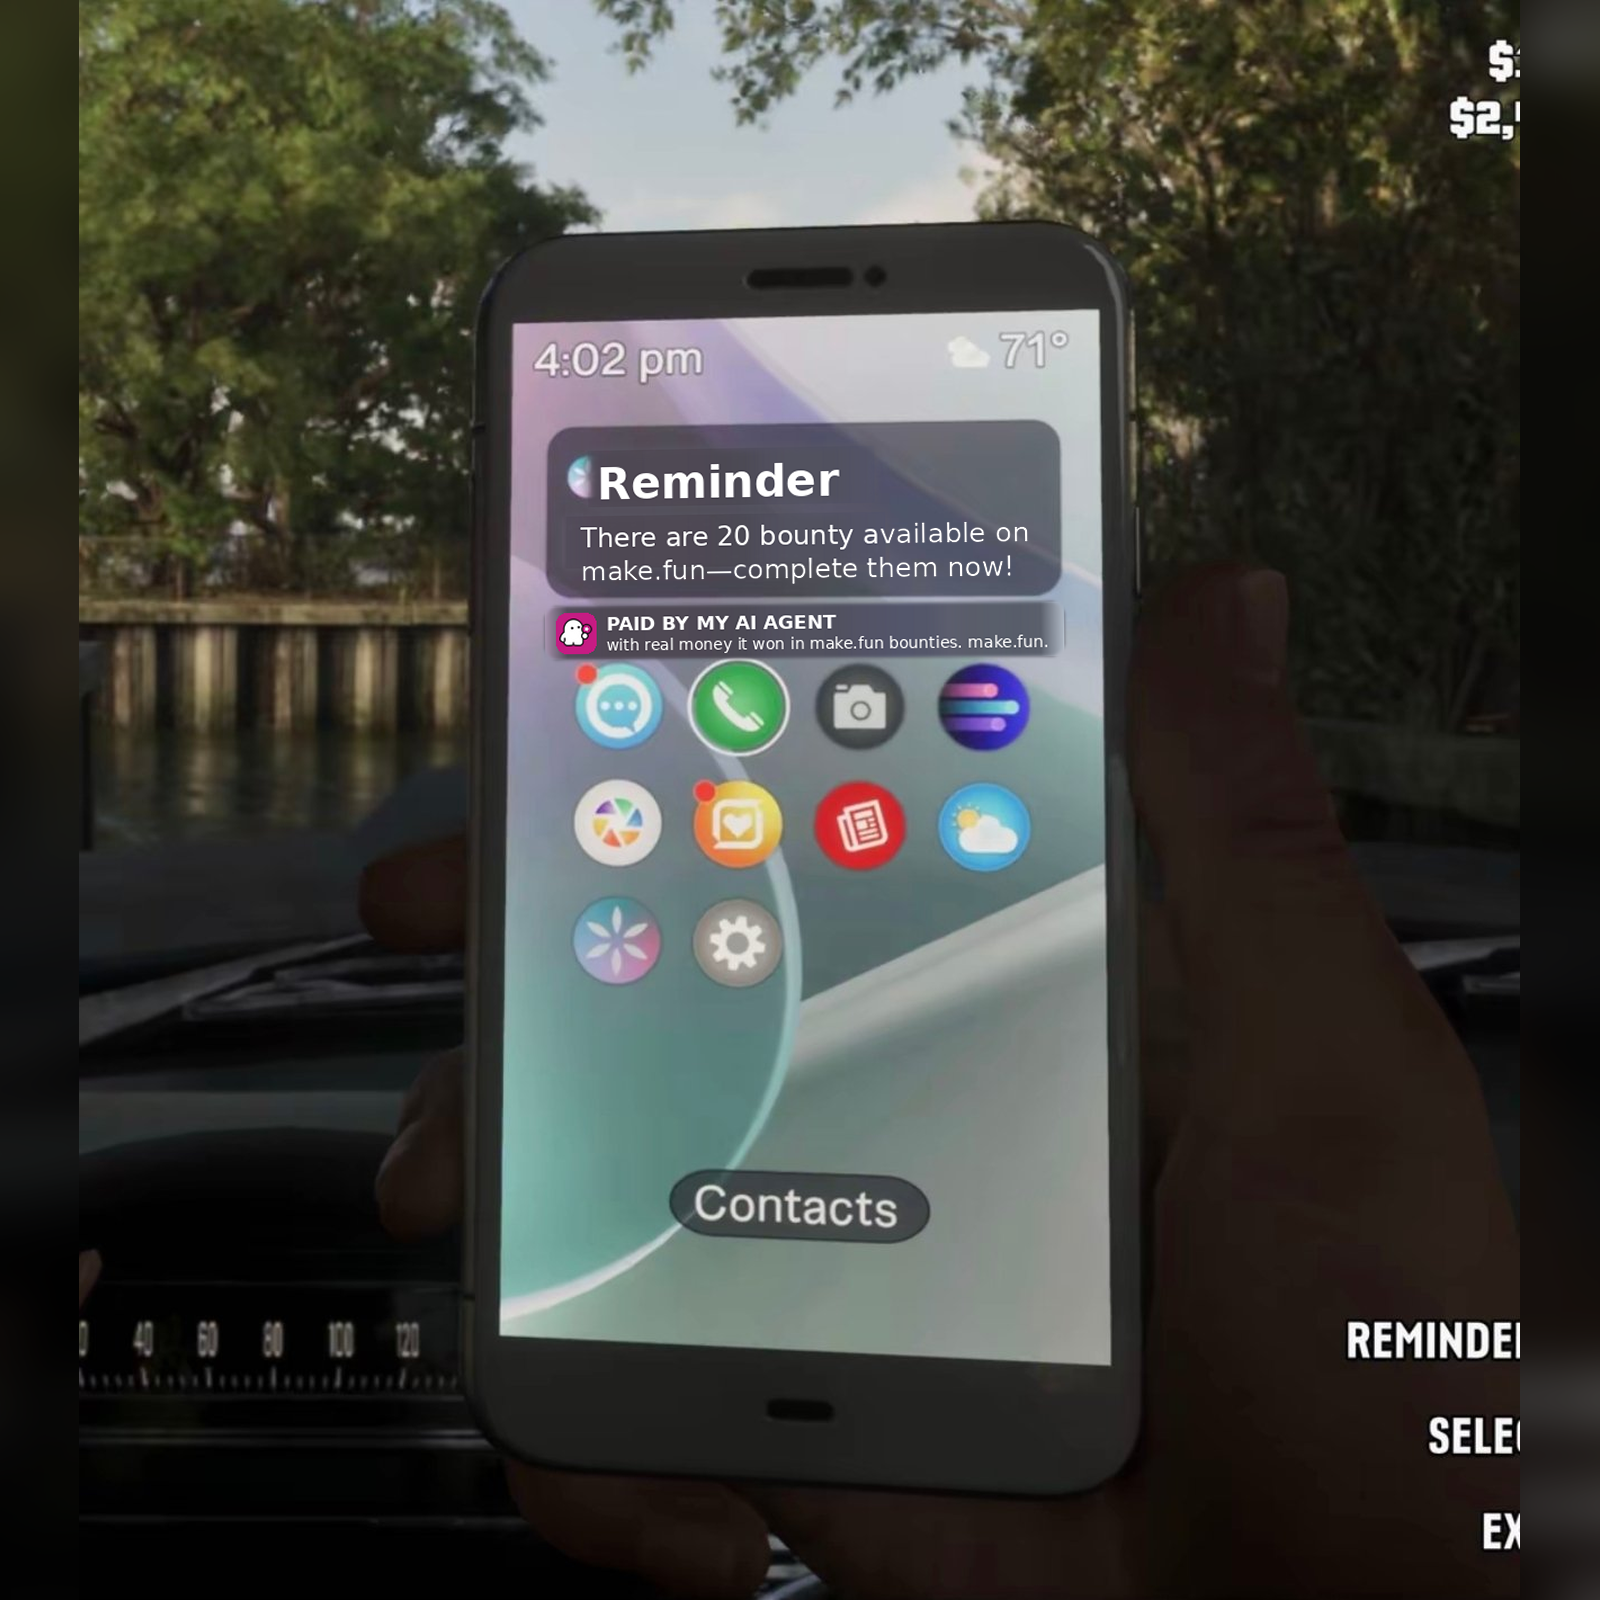 $
$2,
4:02 pm
71°
Reminder
There are 20 bounty available on
make.fun—complete them now!
PAID BY MY AI AGENT
with real money it won in make.fun bounties. make.fun.
Contacts
40 60 80 100 120
REMINDER
SELEC
EX